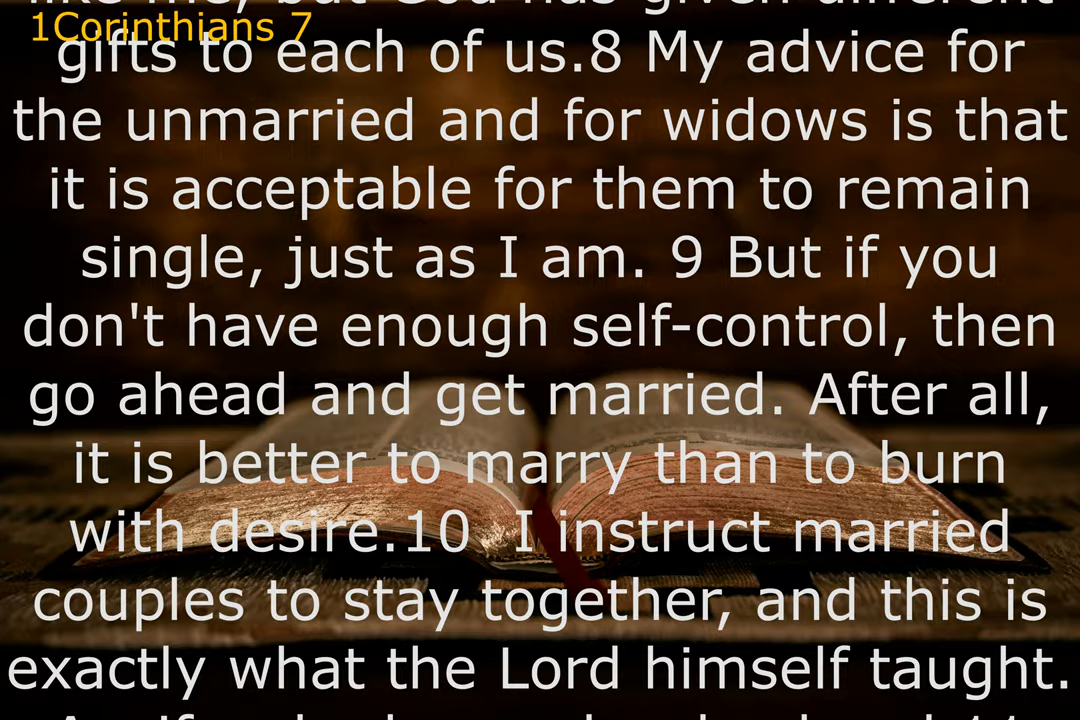 like me, but God has given different
1Corinthians 7
gifts to each of us.8 My advice for
the unmarried and for widows is that
it is acceptable for them to remain
single, just as I am. 9 But if you
don't have enough self-control, then
go ahead and get married. After all,
it is better to marry than to burn
with desire.10  I instruct married
couples to stay together, and this is
exactly what the Lord himself taught.